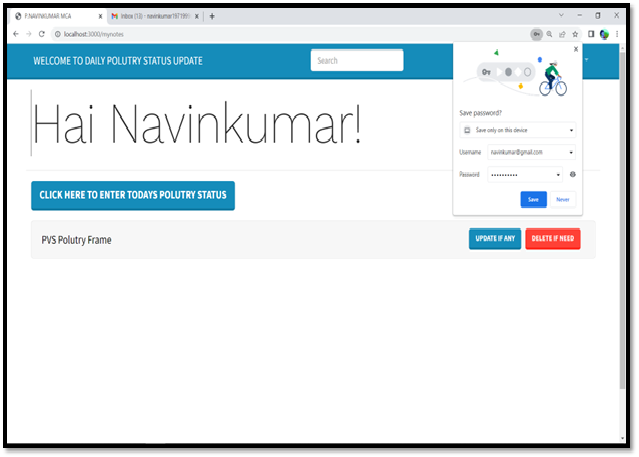 P.NAVINKUMAR MCA
Inbox (13) - navinkumar1971991
localhost:3000/mynotes
WELCOME TO DAILY POLUTRY STATUS UPDATE
Search
Hai Navinkumar!
CLICK HERE TO ENTER TODAYS POLUTRY STATUS
PVS Polutry Frame
UPDATE IF ANY
DELETE IF NEED
Save password?
Save only on this device
Username
navinkumar@gmail.com
Password
••••••••••
Save
Never